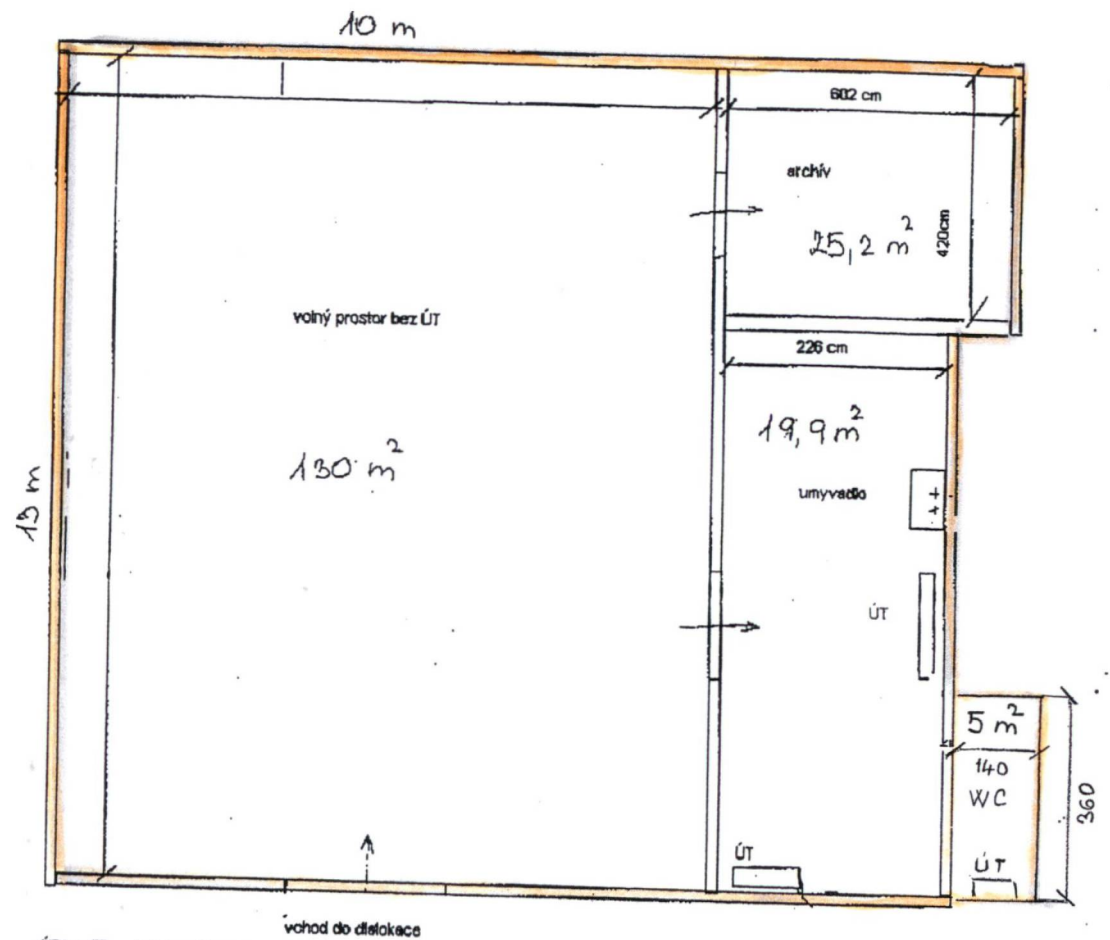 10 m
602 cm
archív
25,2 m²
420cm
volný prostor bez ÚT
226 cm
19,9 m²
130 m²
13 m
umyvadlo
ÚT
5 m²
140
WC
360
ÚT
ÚT
vchod do dislokace